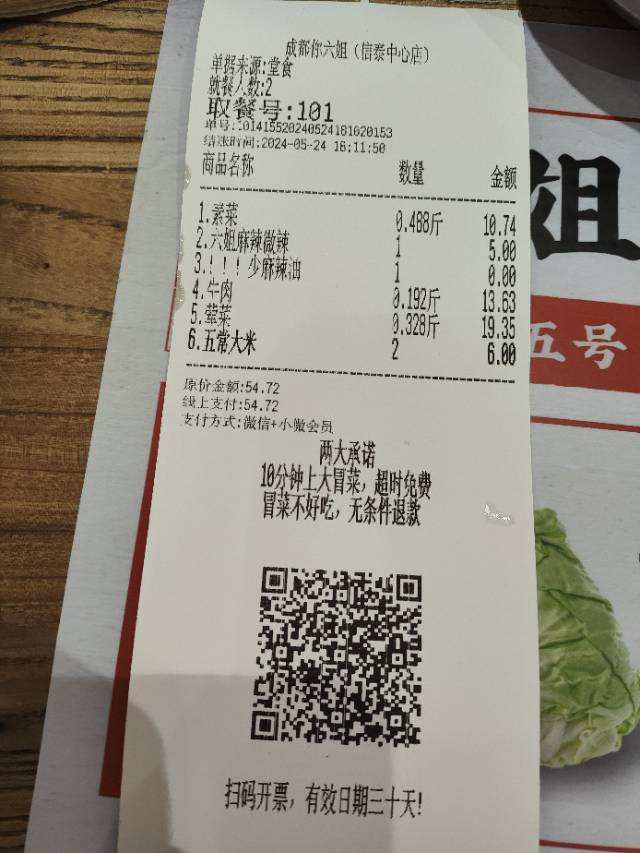 成都你六姐（信泰中心店）
单据来源:堂食
就餐人数:2
取餐号:101
单号:01415520240524161020153
结账时间:2024-05-24 16:11:50
商品名称 数量 金额
1.素菜 0.488斤 10.74
2.六姐麻辣微辣 1 5.00
3.！！！少麻辣油 1 0.00
4.牛肉 0.192斤 13.63
5.荤菜 0.328斤 19.35
6.五常大米 2 6.00
原价金额:54.72
线上支付:54.72
支付方式:微信+小微会员
两大承诺
10分钟上大冒菜，超时免费
冒菜不好吃，无条件退款
扫码开票，有效日期三十天!
姐
五号